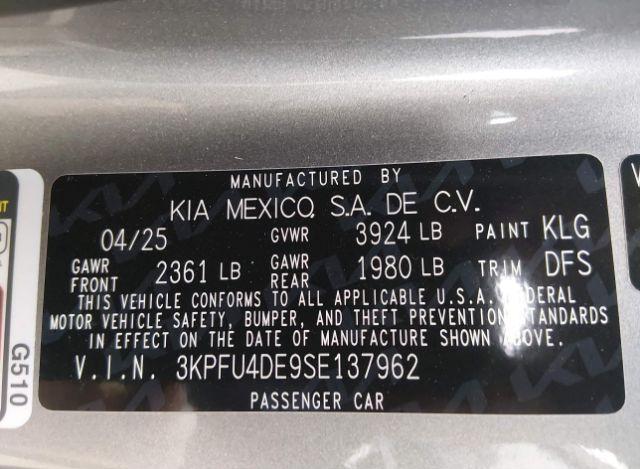 MANUFACTURED BY
KIA MEXICO, S.A. DE C.V.
04/25 GVWR 3924 LB PAINT KLG
GAWR FRONT 2361 LB GAWR REAR 1980 LB TRIM DFS
THIS VEHICLE CONFORMS TO ALL APPLICABLE U.S.A. FEDERAL
MOTOR VEHICLE SAFETY, BUMPER, AND THEFT PREVENTION STANDARDS
IN EFFECT ON THE DATE OF MANUFACTURE SHOWN ABOVE.
V.I.N. 3KPFU4DE9SE137962
PASSENGER CAR
G510